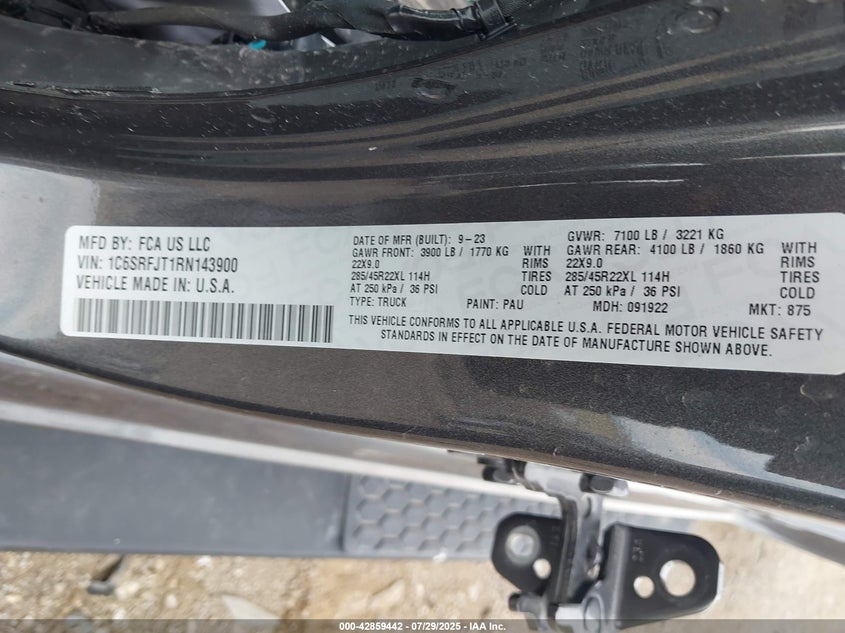 MFD BY: FCA US LLC
VIN: 1C6SRFJT1RN143900
VEHICLE MADE IN: U.S.A.
DATE OF MFR (BUILT): 9-23 GVWR: 7100 LB / 3221 KG
GAWR FRONT: 3900 LB / 1770 KG WITH GAWR REAR: 4100 LB / 1860 KG WITH
22X9.0 RIMS 22X9.0 RIMS
285/45R22XL 114H TIRES 285/45R22XL 114H TIRES
AT 250 kPa / 36 PSI COLD AT 250 kPa / 36 PSI COLD
TYPE: TRUCK PAINT: PAU MDH: 091922 MKT: 875
THIS VEHICLE CONFORMS TO ALL APPLICABLE U.S.A. FEDERAL MOTOR VEHICLE SAFETY
STANDARDS IN EFFECT ON THE DATE OF MANUFACTURE SHOWN ABOVE.
000-42859442 - 07/29/2025 - IAA Inc.